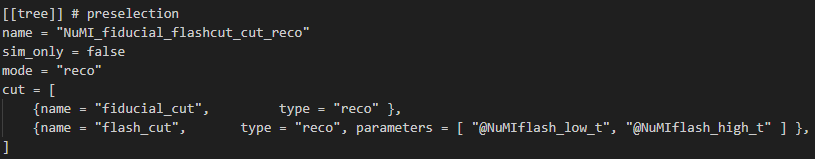 [[tree]] # preselection
name = "NuMI_fiducial_flashcut_cut_reco"
sim_only = false
mode = "reco"
cut = [
    {name = "fiducial_cut",         type = "reco" },
    {name = "flash_cut",       type = "reco", parameters = [ "@NuMIflash_low_t", "@NuMIflash_high_t" ] },
]